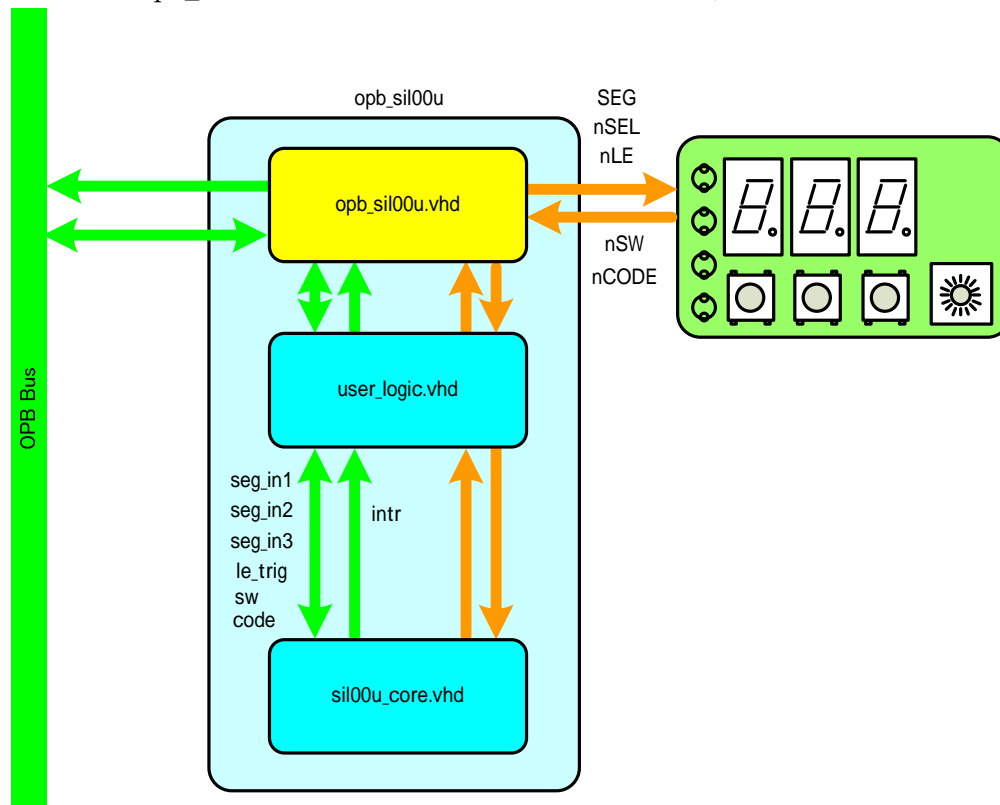 opb_sil00u
SEG
nSEL
nLE
opb_sil00u.vhd
nSW
nCODE
user_logic.vhd
OPB Bus
seg_in1
seg_in2
seg_in3
le_trig
sw
code
intr
sil00u_core.vhd